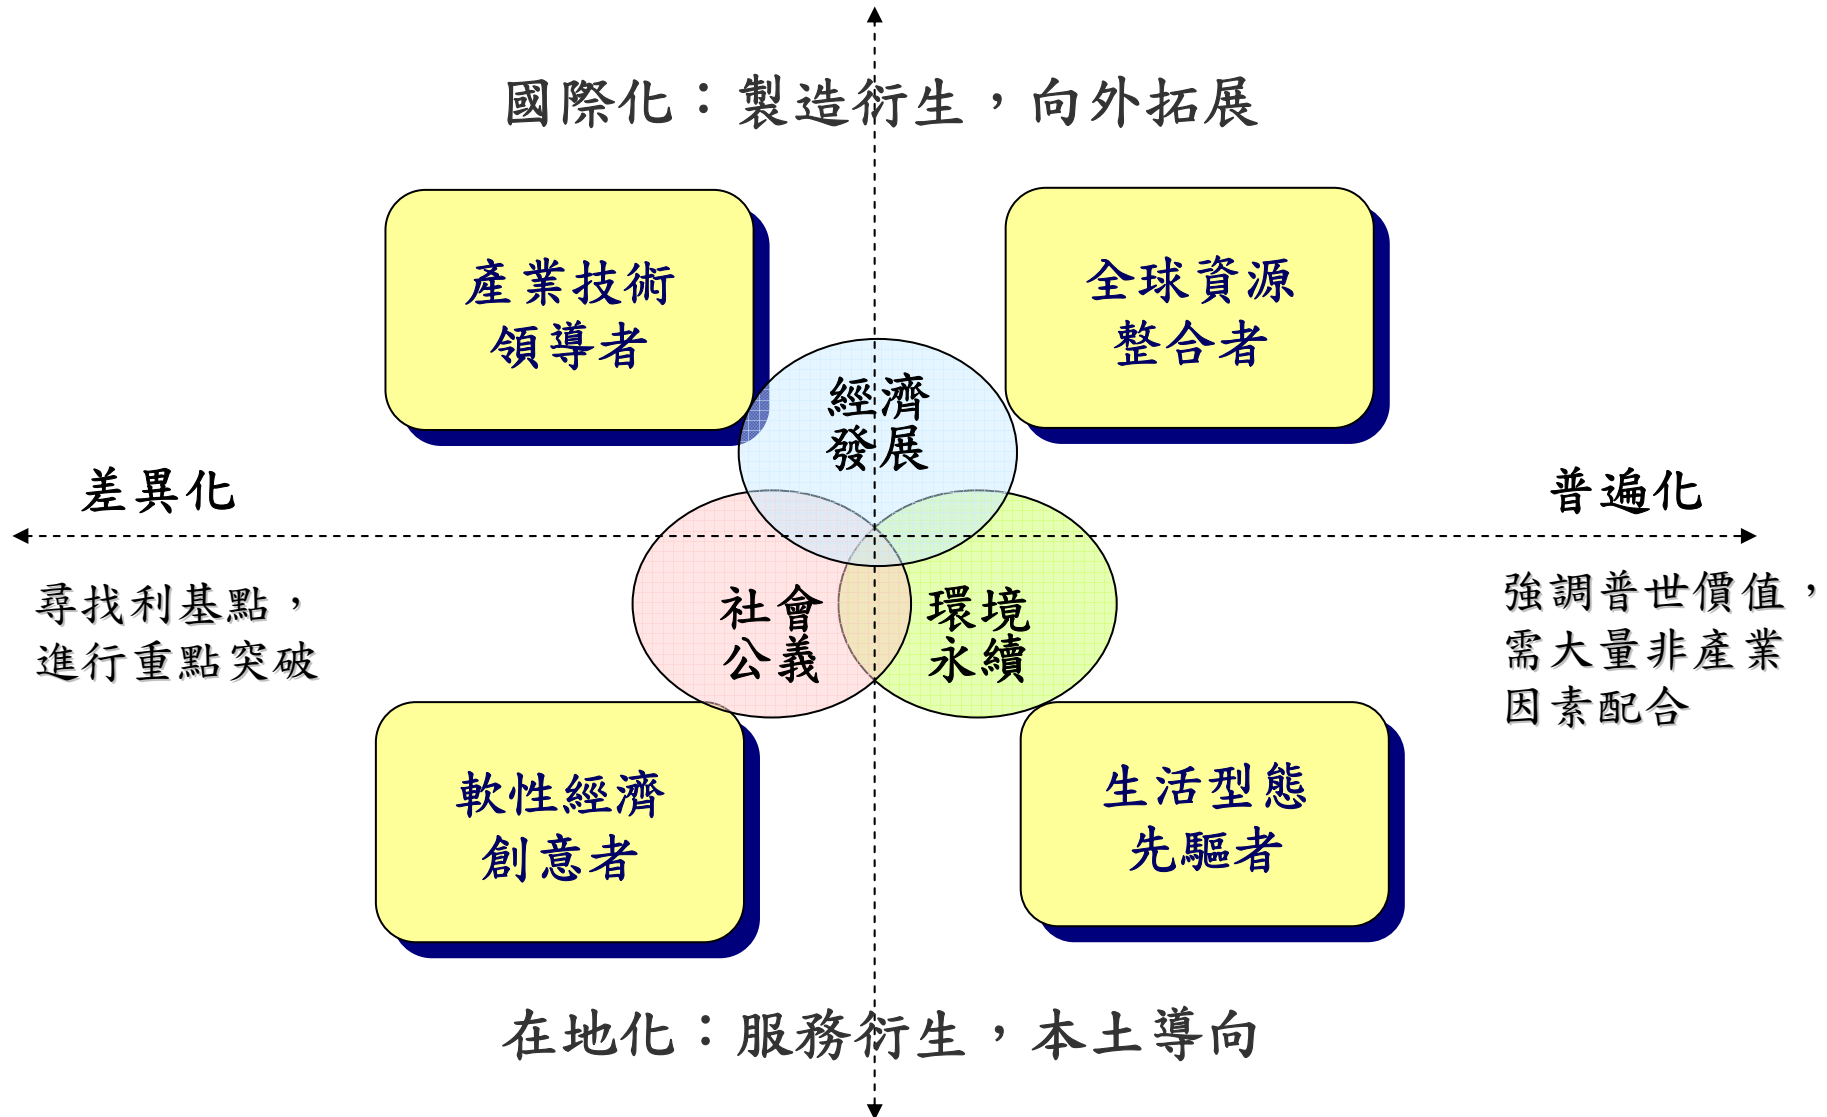 國際化：製造衍生，向外拓展
產業技術
領導者
全球資源
整合者
經濟
發展
差異化
普遍化
尋找利基點，
進行重點突破
強調普世價值，
需大量非產業
因素配合
社會
公義
環境
永續
軟性經濟
創意者
生活型態
先驅者
在地化：服務衍生，本土導向